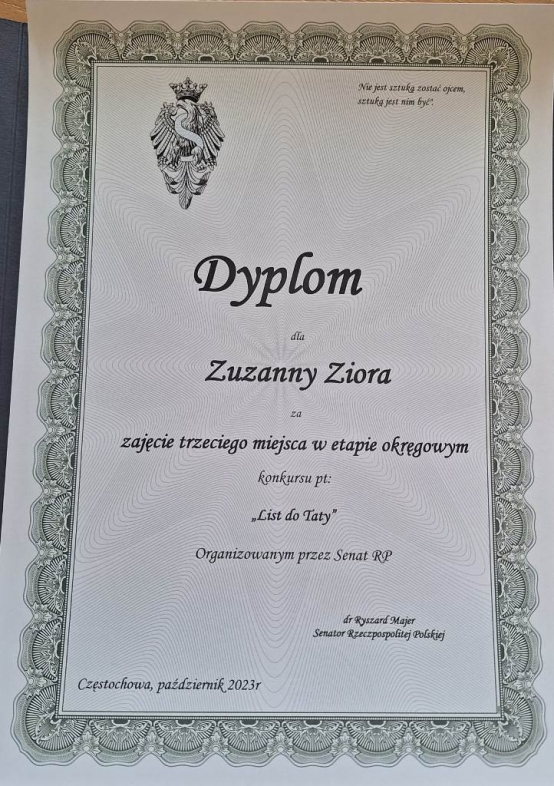 Nie jest sztuką zostać ojcem,
sztuką jest nim być".
Dyplom
dla
Zuzanny Ziora
za
zajęcie trzeciego miejsca w etapie okręgowym
konkursu pt:
„List do Taty”
Organizowanym przez Senat RP
dr Ryszard Majer
Senator Rzeczpospolitej Polskiej
Częstochowa, październik 2023r